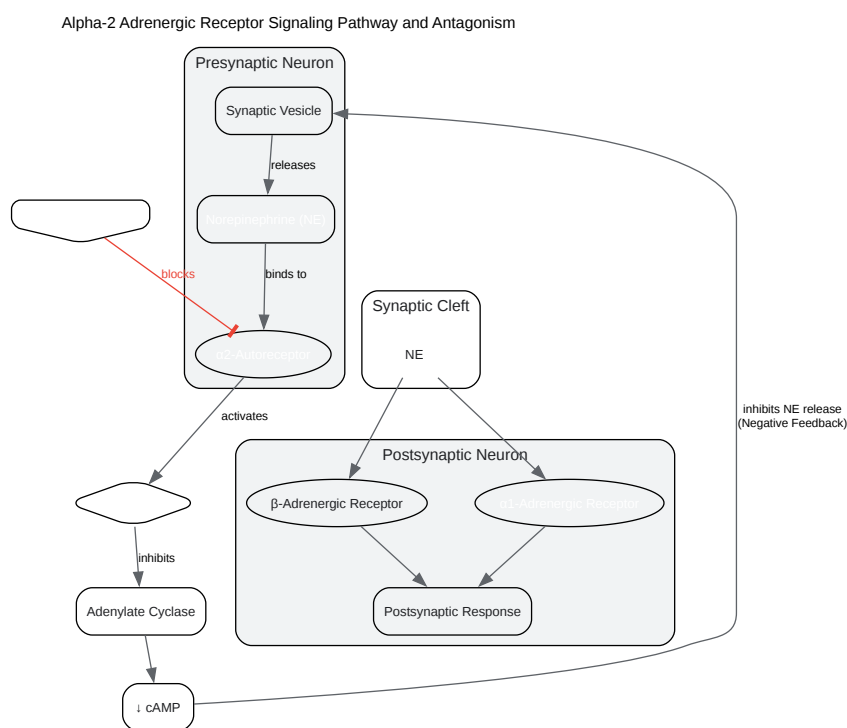 Alpha-2 Adrenergic Receptor Signaling Pathway and Antagonism
Presynaptic Neuron
Synaptic Vesicle
releases
Norepinephrine (NE)
blocks
binds to
α2-Autoreceptor
Synaptic Cleft
NE
activates
inhibits NE release
(Negative Feedback)
Postsynaptic Neuron
β-Adrenergic Receptor
α1-Adrenergic Receptor
inhibits
Adenylate Cyclase
Postsynaptic Response
↓ cAMP